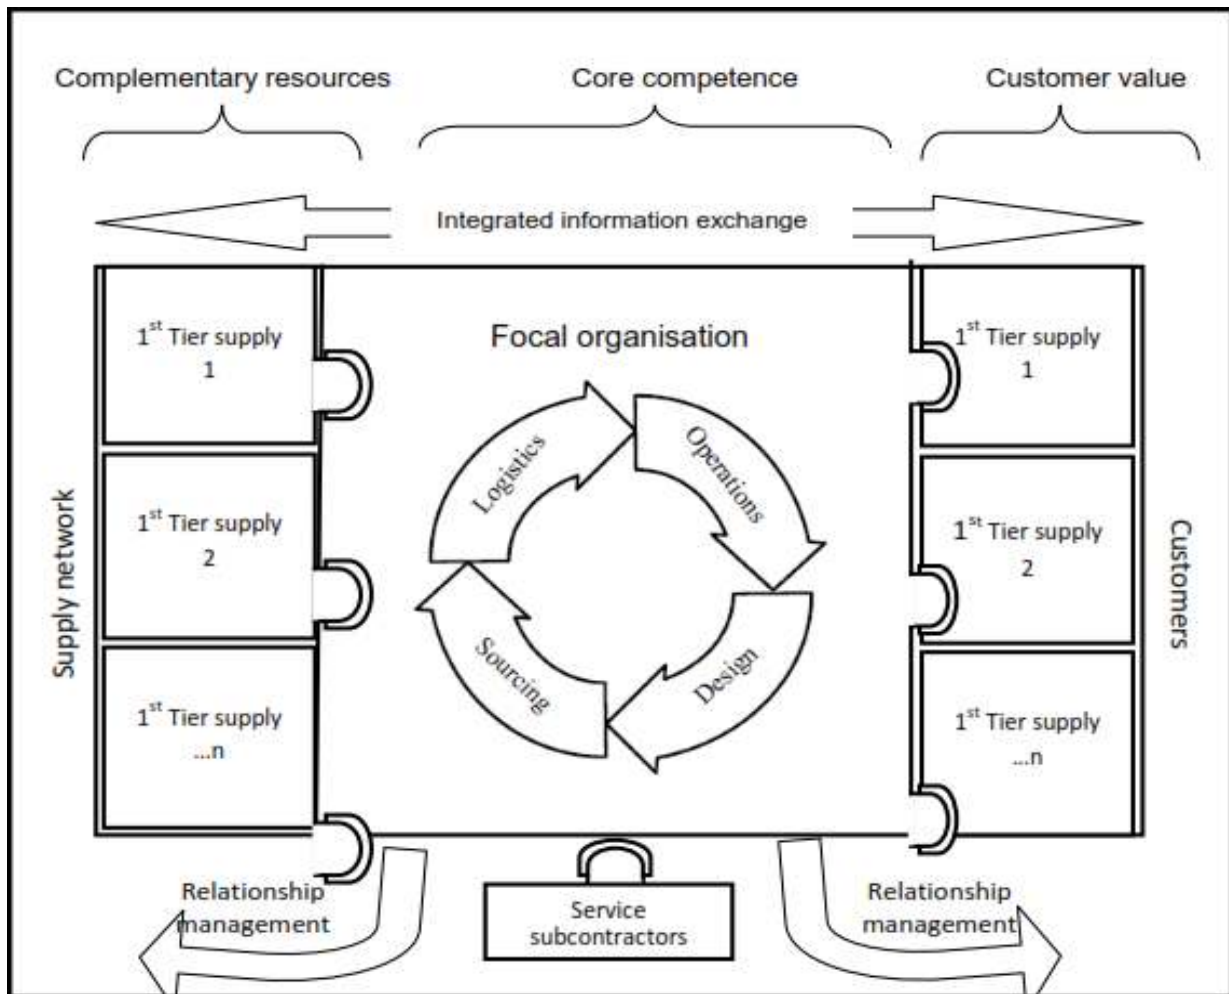 Complementary resources
Core competence
Customer value
Integrated information exchange
Focal organisation
Supply network
1st Tier supply
1
1st Tier supply
2
1st Tier supply
...n
Logistics
Operations
Design
Sourcing
1st Tier supply
1
1st Tier supply
2
1st Tier supply
...n
Customers
Relationship
management
Service
subcontractors
Relationship
management